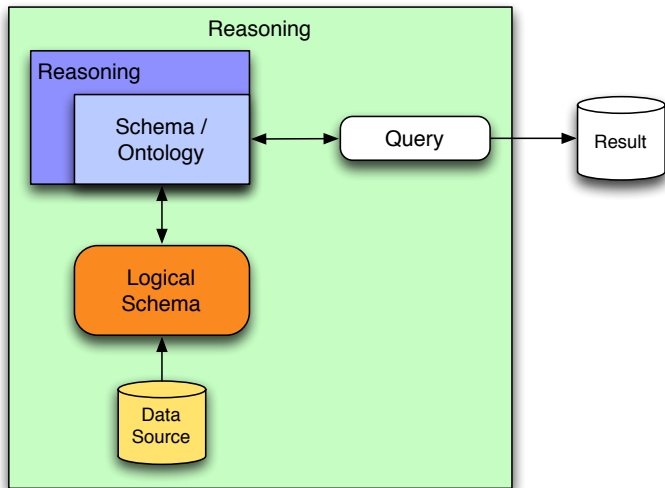 Reasoning
Reasoning
Schema /
Ontology
Query
Result
Logical
Schema
Data
Source